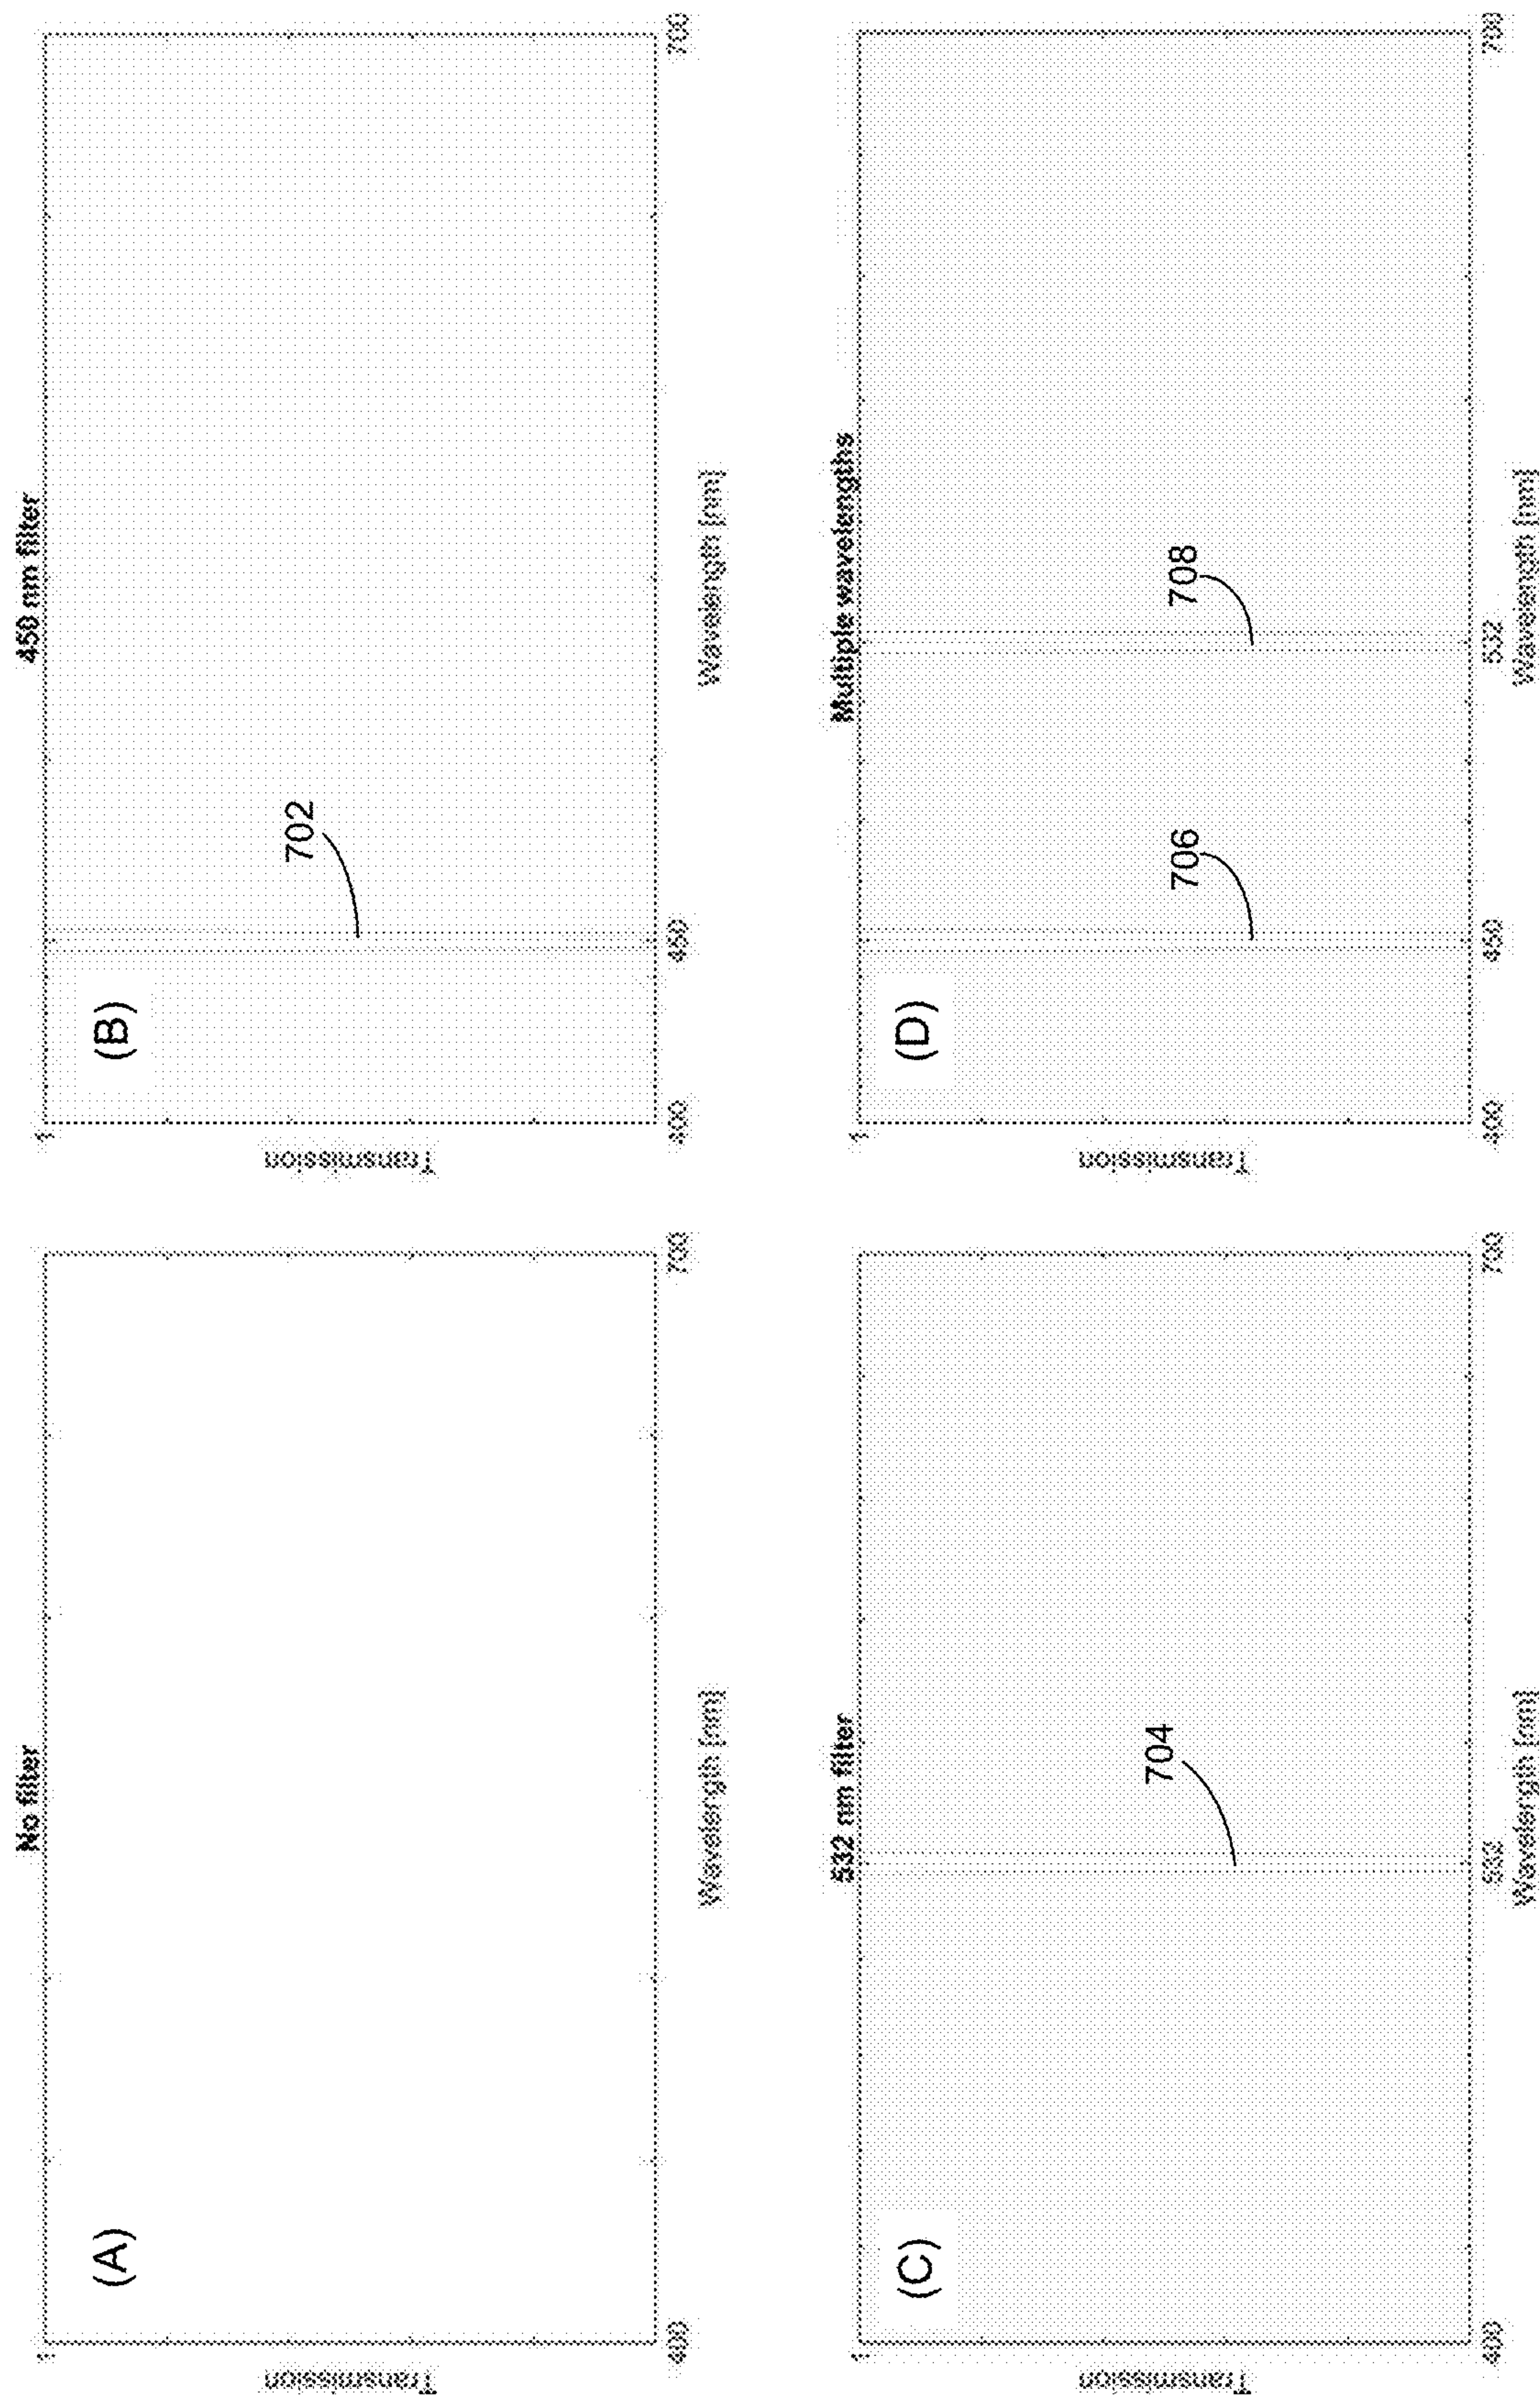 No filter
(A)
1
Transmission
400
700
Wavelength [nm]
450 nm filter
(B)
702
1
Transmission
400
450
700
Wavelength [nm]
532 nm filter
(C)
704
1
Transmission
400
532
700
Wavelength [nm]
Multiple wavelengths
(D)
706
708
1
Transmission
400
450
532
700
Wavelength [nm]